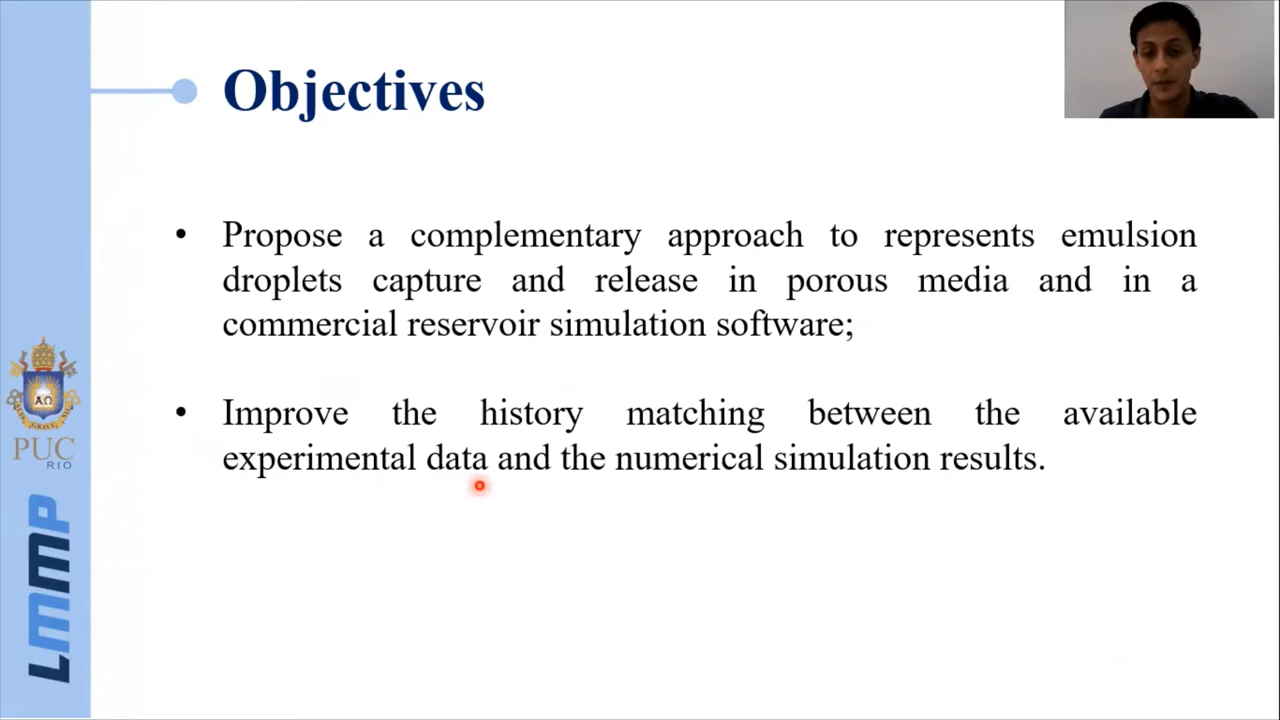 Objectives
• Propose a complementary approach to represents emulsion
droplets capture and release in porous media and in a
commercial reservoir simulation software;
• Improve the history matching between the available
experimental data and the numerical simulation results.
ΑΩ
PUC
RIO
LMMP